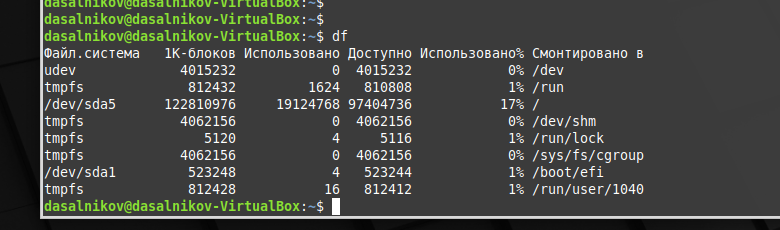 dasalnikov@dasalnikov-VirtualBox:~$
dasalnikov@dasalnikov-VirtualBox:~$
dasalnikov@dasalnikov-VirtualBox:~$ df
Файл.система 1K-блоков Использовано Доступно Использовано% Смонтировано в
udev 4015232 0 4015232 0% /dev
tmpfs 812432 1624 810808 1% /run
/dev/sda5 122810976 19124768 97404736 17% /
tmpfs 4062156 0 4062156 0% /dev/shm
tmpfs 5120 4 5116 1% /run/lock
tmpfs 4062156 0 4062156 0% /sys/fs/cgroup
/dev/sda1 523248 4 523244 1% /boot/efi
tmpfs 812428 16 812412 1% /run/user/1040
dasalnikov@dasalnikov-VirtualBox:~$